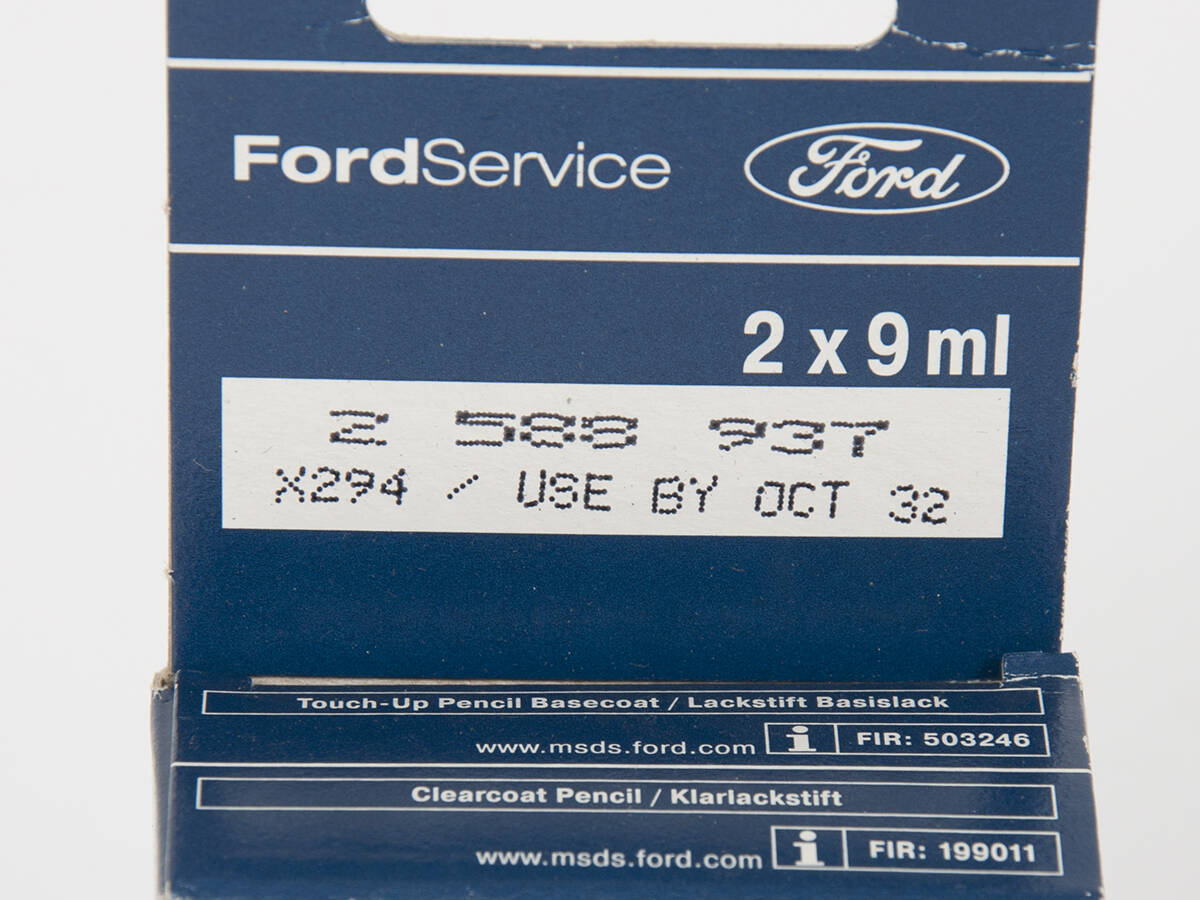 FordService Ford
2 x 9 ml
2 588 937
X294 / USE BY OCT 32
Touch-Up Pencil Basecoat / Lackstift Basislack
www.msds.ford.com i FIR: 503246
Clearcoat Pencil / Klarlackstift
www.msds.ford.com i FIR: 199011